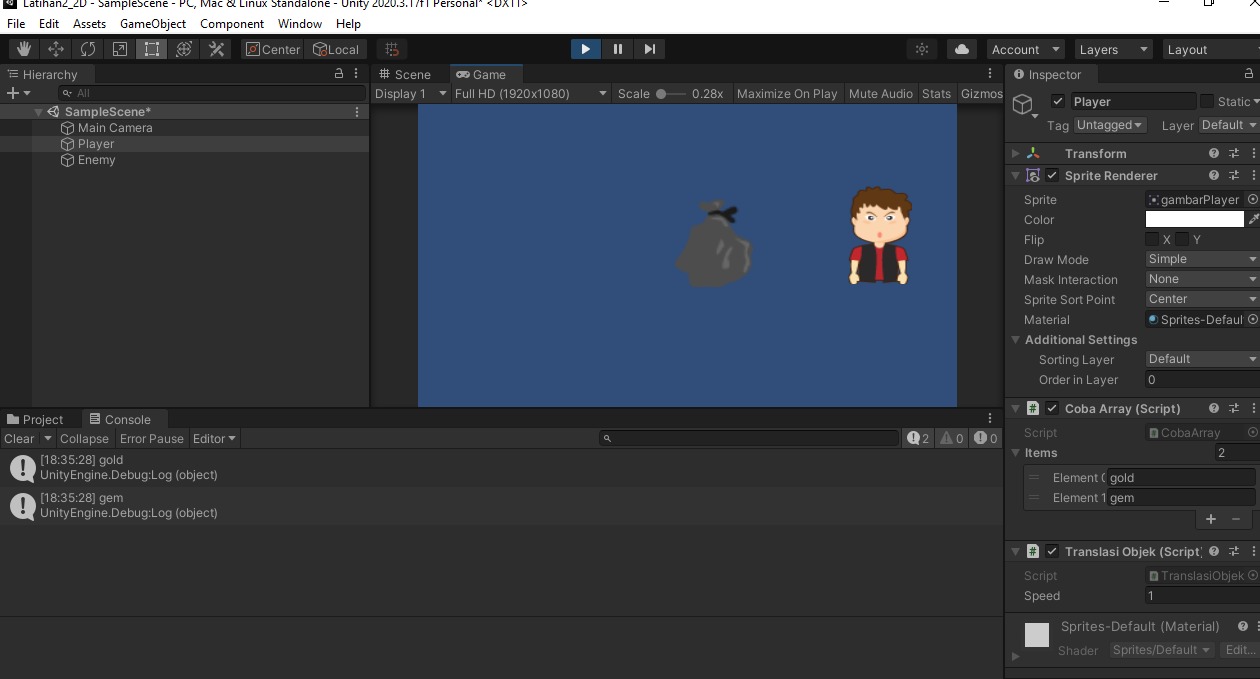 Latihan2_2D - SampleScene - PC, Mac & Linux Standalone - Unity 2020.3.17f1 Personal* <DX11>
File Edit Assets GameObject Component Window Help
Center Local Account Layers Layout
Hierarchy
All
SampleScene*
Main Camera
Player
Enemy
Scene Game
Display 1 Full HD (1920x1080) Scale 0.28x Maximize On Play Mute Audio Stats Gizmos
Project Console
Clear Collapse Error Pause Editor 2 0 0
[18:35:28] gold
UnityEngine.Debug:Log (object)
[18:35:28] gem
UnityEngine.Debug:Log (object)
Inspector
Player Static
Tag Untagged Layer Default
Transform
Sprite Renderer
Sprite gambarPlayer
Color
Flip X Y
Draw Mode Simple
Mask Interaction None
Sprite Sort Point Center
Material Sprites-Defaul
Additional Settings
Sorting Layer Default
Order in Layer 0
Coba Array (Script)
Script CobaArray
Items 2
Element 0 gold
Element 1 gem
+ −
Translasi Objek (Script)
Script TranslasiObjek
Speed 1
Sprites-Default (Material)
Shader Sprites/Default Edit...